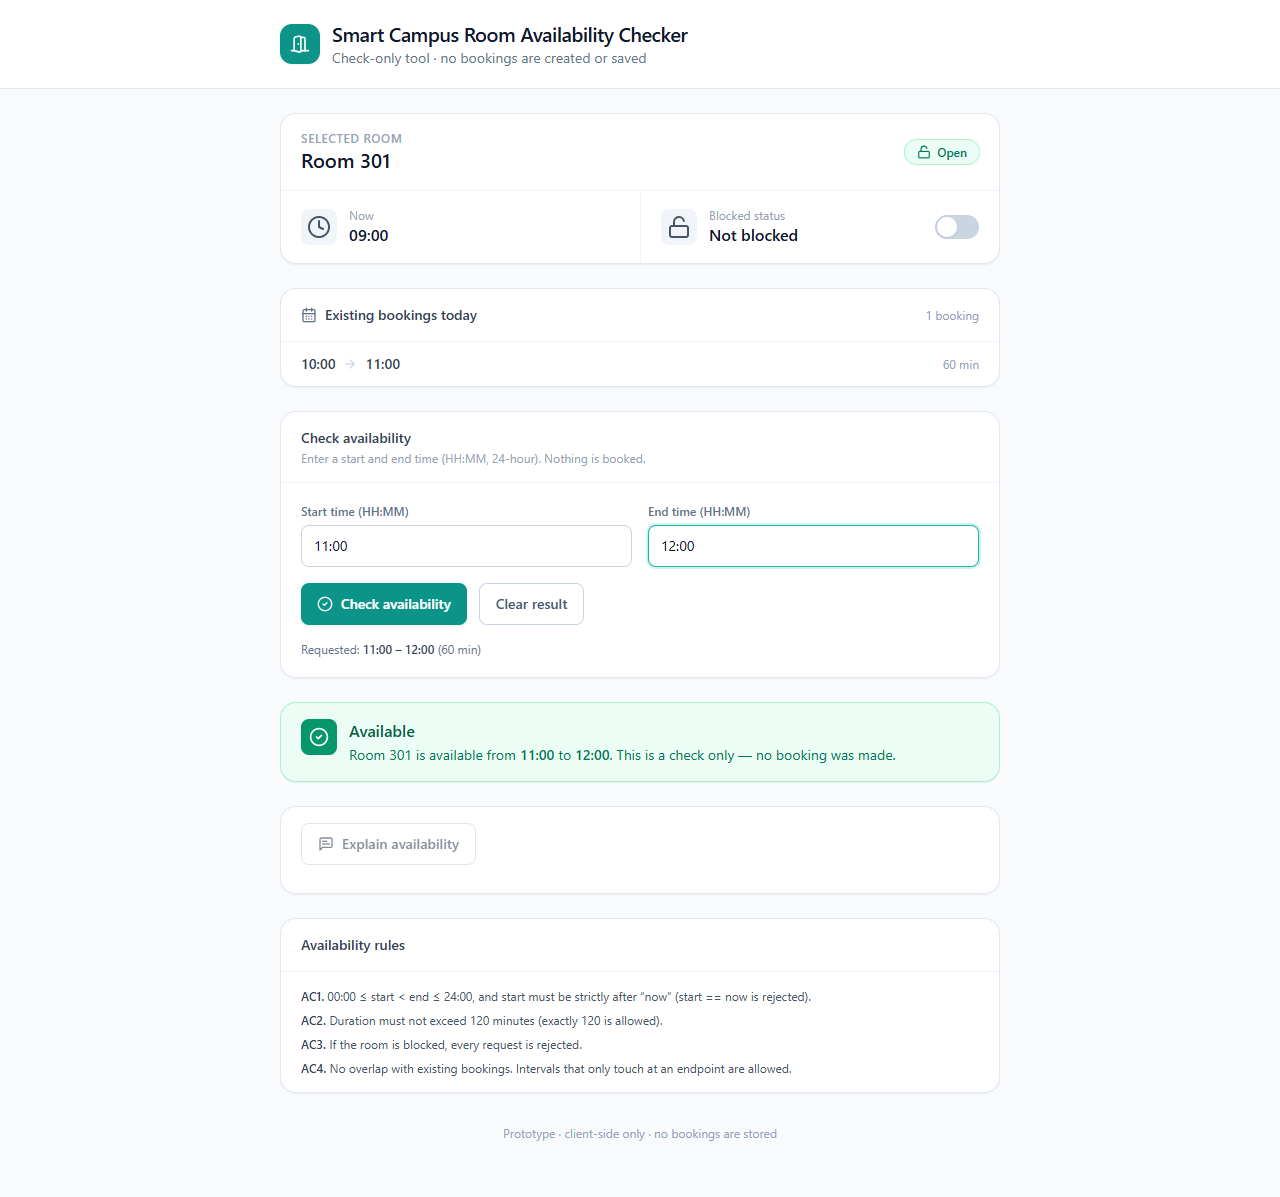 Smart Campus Room Availability Checker
Check-only tool · no bookings are created or saved
SELECTED ROOM
Room 301
Open
Now
09:00
Blocked status
Not blocked
Existing bookings today
1 booking
10:00 → 11:00
60 min
Check availability
Enter a start and end time (HH:MM, 24-hour). Nothing is booked.
Start time (HH:MM)
End time (HH:MM)
11:00
12:00
Check availability
Clear result
Requested: 11:00 – 12:00 (60 min)
Available
Room 301 is available from 11:00 to 12:00. This is a check only — no booking was made.
Explain availability
Availability rules
AC1. 00:00 ≤ start < end ≤ 24:00, and start must be strictly after “now” (start == now is rejected).
AC2. Duration must not exceed 120 minutes (exactly 120 is allowed).
AC3. If the room is blocked, every request is rejected.
AC4. No overlap with existing bookings. Intervals that only touch at an endpoint are allowed.
Prototype · client-side only · no bookings are stored